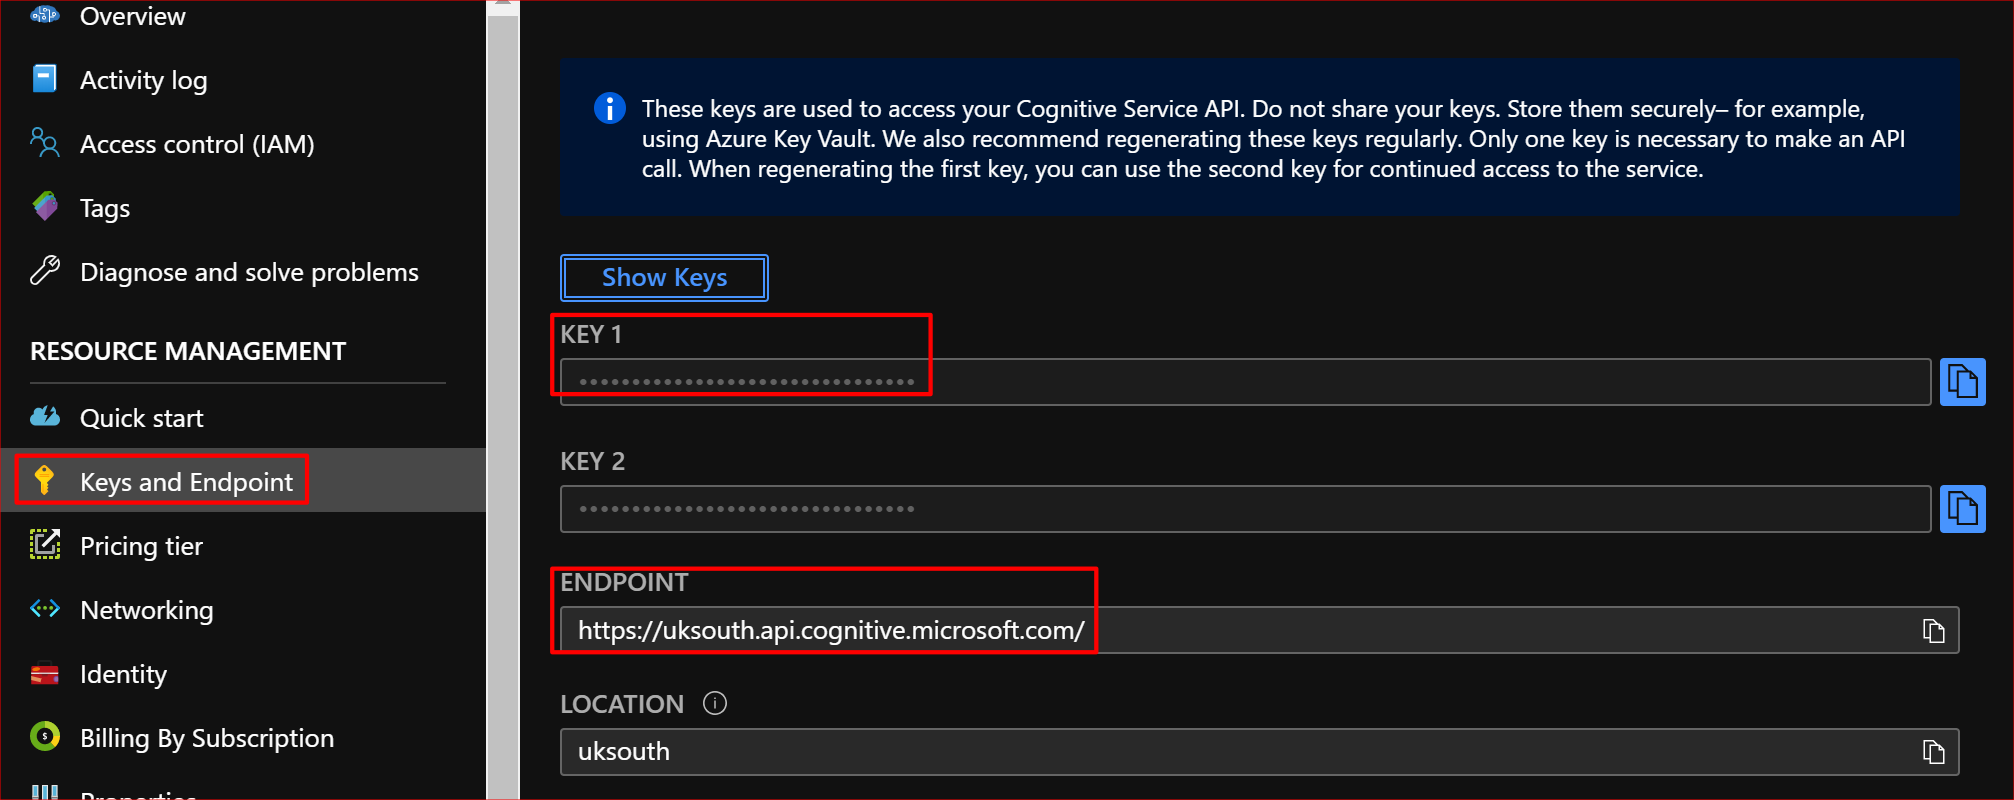 Overview
Activity log
Access control (IAM)
Tags
Diagnose and solve problems
RESOURCE MANAGEMENT
Quick start
Keys and Endpoint
Pricing tier
Networking
Identity
Billing By Subscription
Properties
These keys are used to access your Cognitive Service API. Do not share your keys. Store them securely– for example,
using Azure Key Vault. We also recommend regenerating these keys regularly. Only one key is necessary to make an API
call. When regenerating the first key, you can use the second key for continued access to the service.
Show Keys
KEY 1
••••••••••••••••••••••••••••••••
KEY 2
••••••••••••••••••••••••••••••••
ENDPOINT
https://uksouth.api.cognitive.microsoft.com/
LOCATION
uksouth